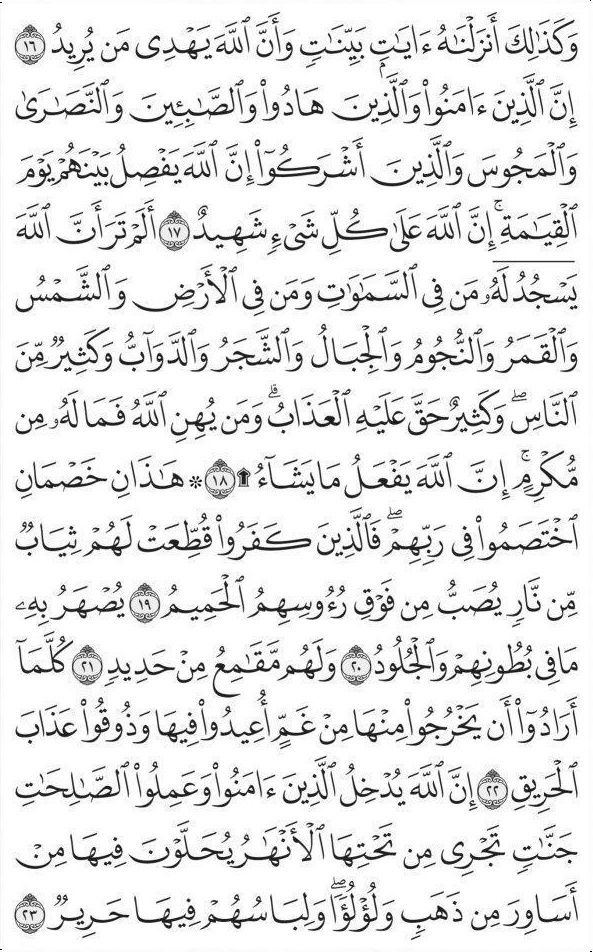 وَكَذَٰلِكَ أَنزَلْنَٰهُ ءَايَٰتٍۭ بَيِّنَٰتٍ وَأَنَّ ٱللَّهَ يَهْدِى مَن يُرِيدُ ١٦
إِنَّ ٱلَّذِينَ ءَامَنُوا۟ وَٱلَّذِينَ هَادُوا۟ وَٱلصَّٰبِـِٔينَ وَٱلنَّصَٰرَىٰ
وَٱلْمَجُوسَ وَٱلَّذِينَ أَشْرَكُوٓا۟ إِنَّ ٱللَّهَ يَفْصِلُ بَيْنَهُمْ يَوْمَ
ٱلْقِيَٰمَةِ ۚ إِنَّ ٱللَّهَ عَلَىٰ كُلِّ شَىْءٍ شَهِيدٌ ١٧ أَلَمْ تَرَ أَنَّ ٱللَّهَ
يَسْجُدُ لَهُۥ مَن فِى ٱلسَّمَٰوَٰتِ وَمَن فِى ٱلْأَرْضِ وَٱلشَّمْسُ
وَٱلْقَمَرُ وَٱلنُّجُومُ وَٱلْجِبَالُ وَٱلشَّجَرُ وَٱلدَّوَآبُّ وَكَثِيرٌ مِّنَ
ٱلنَّاسِ ۖ وَكَثِيرٌ حَقَّ عَلَيْهِ ٱلْعَذَابُ ۗ وَمَن يُهِنِ ٱللَّهُ فَمَا لَهُۥ مِن
مُّكْرِمٍ ۚ إِنَّ ٱللَّهَ يَفْعَلُ مَا يَشَآءُ ۩ ١٨ * هَٰذَانِ خَصْمَانِ
ٱخْتَصَمُوا۟ فِى رَبِّهِمْ ۖ فَٱلَّذِينَ كَفَرُوا۟ قُطِّعَتْ لَهُمْ ثِيَابٌ
مِّن نَّارٍ يُصَبُّ مِن فَوْقِ رُءُوسِهِمُ ٱلْحَمِيمُ ١٩ يُصْهَرُ بِهِۦ
مَا فِى بُطُونِهِمْ وَٱلْجُلُودُ ٢٠ وَلَهُم مَّقَٰمِعُ مِنْ حَدِيدٍ ٢١ كُلَّمَآ
أَرَادُوٓا۟ أَن يَخْرُجُوا۟ مِنْهَا مِنْ غَمٍّ أُعِيدُوا۟ فِيهَا وَذُوقُوا۟ عَذَابَ
ٱلْحَرِيقِ ٢٢ إِنَّ ٱللَّهَ يُدْخِلُ ٱلَّذِينَ ءَامَنُوا۟ وَعَمِلُوا۟ ٱلصَّٰلِحَٰتِ
جَنَّٰتٍ تَجْرِى مِن تَحْتِهَا ٱلْأَنْهَٰرُ يُحَلَّوْنَ فِيهَا مِنْ
أَسَاوِرَ مِن ذَهَبٍ وَلُؤْلُؤًا ۖ وَلِبَاسُهُمْ فِيهَا حَرِيرٌ ٢٣